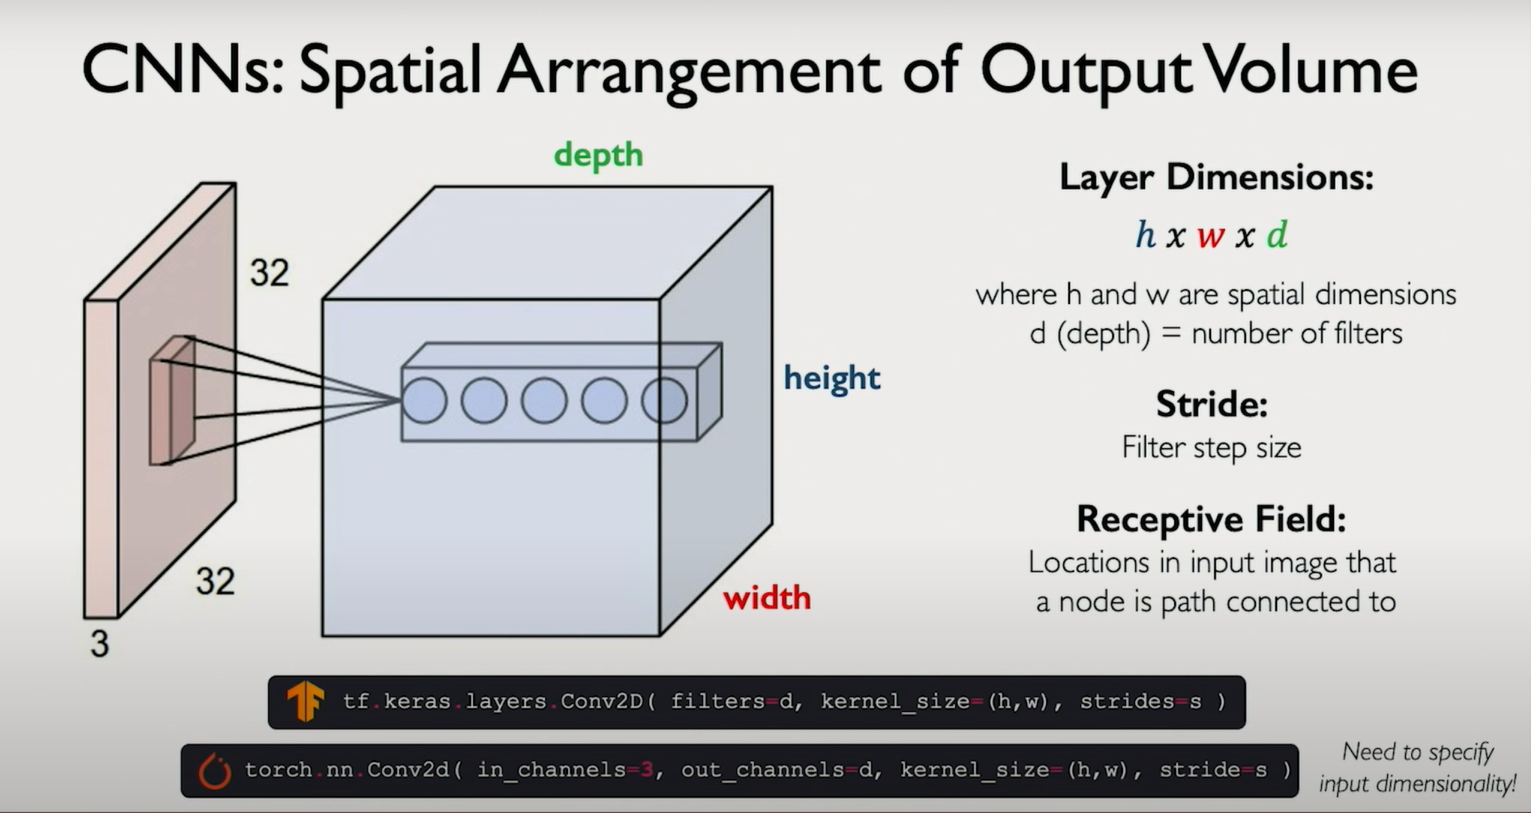 CNNs: Spatial Arrangement of Output Volume
depth
32
height
32
width
3
Layer Dimensions:
h x w x d
where h and w are spatial dimensions
d (depth) = number of filters
Stride:
Filter step size
Receptive Field:
Locations in input image that
a node is path connected to
tf.keras.layers.Conv2D( filters=d, kernel_size=(h,w), strides=s )
torch.nn.Conv2d( in_channels=3, out_channels=d, kernel_size=(h,w), stride=s )
Need to specify
input dimensionality!